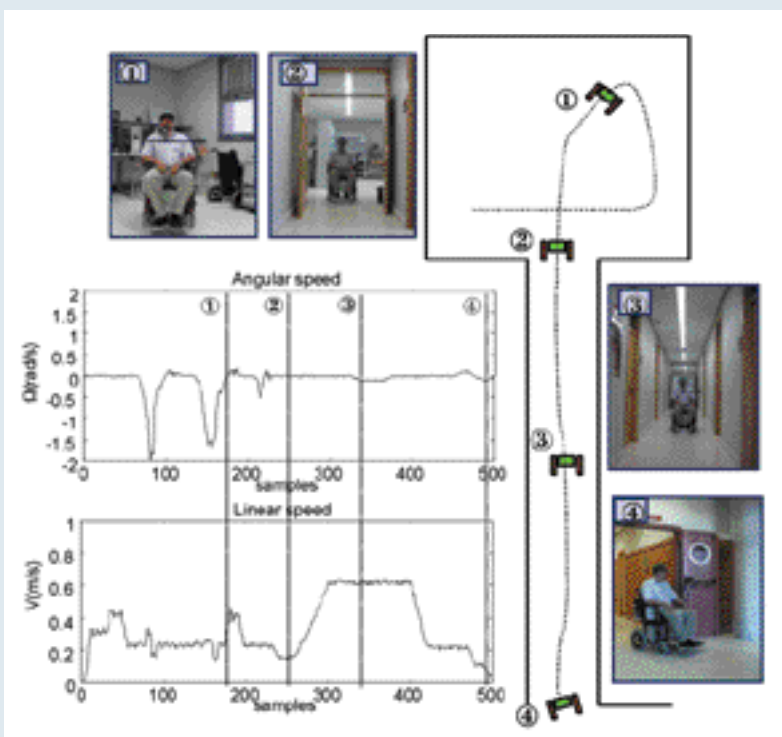 ① ②
①
②
③
③
④
④
Angular speed
① ② ③ ④
Ω(rad/s)
2
1.5
1
0.5
0
-0.5
-1
-1.5
-2
0 100 200 300 400 500
samples
Linear speed
V(m/s)
1
0.8
0.6
0.4
0.2
0
0 100 200 300 400 500
samples